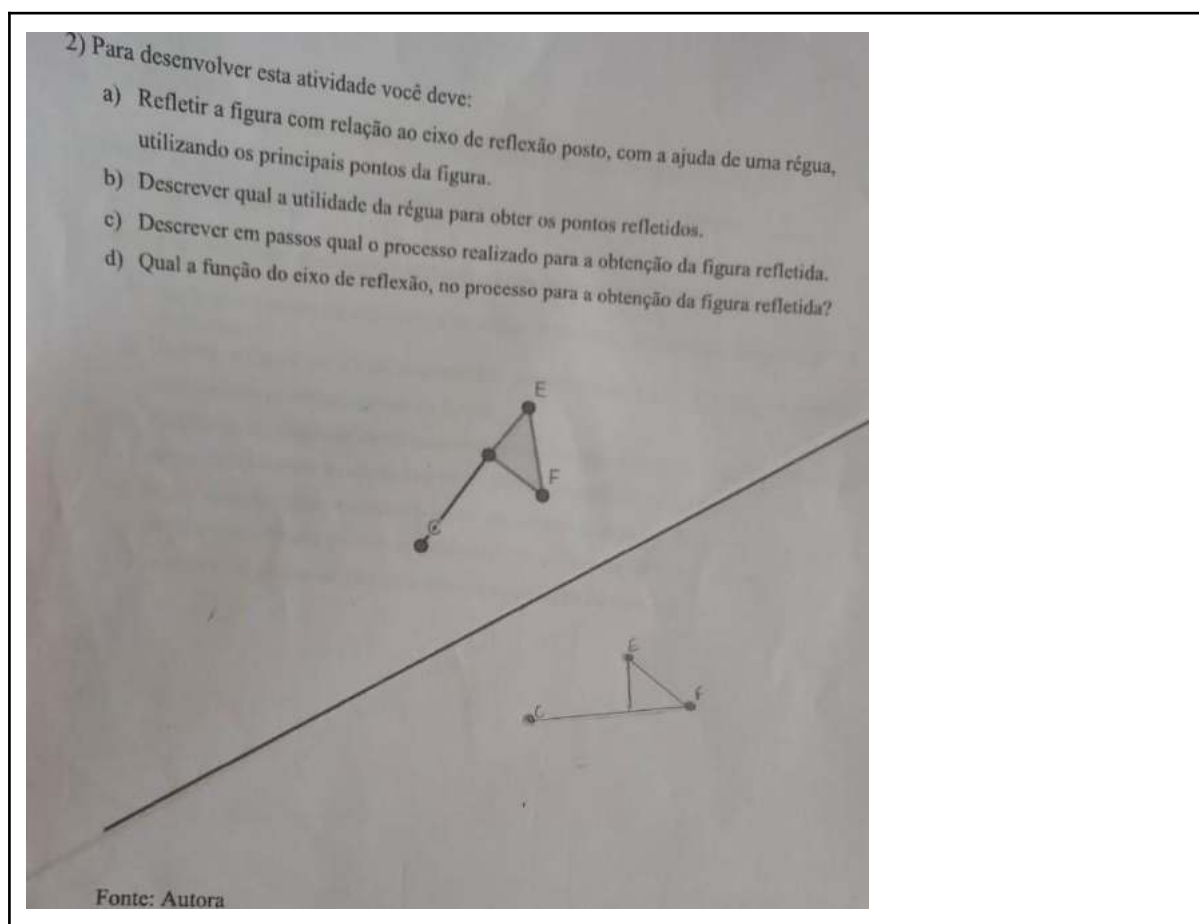 2) Para desenvolver esta atividade você deve:
a) Refletir a figura com relação ao eixo de reflexão posto, com a ajuda de uma régua,
utilizando os principais pontos da figura.
b) Descrever qual a utilidade da régua para obter os pontos refletidos.
c) Descrever em passos qual o processo realizado para a obtenção da figura refletida.
d) Qual a função do eixo de reflexão, no processo para a obtenção da figura refletida?
E
F
C
E
F
C
Fonte: Autora